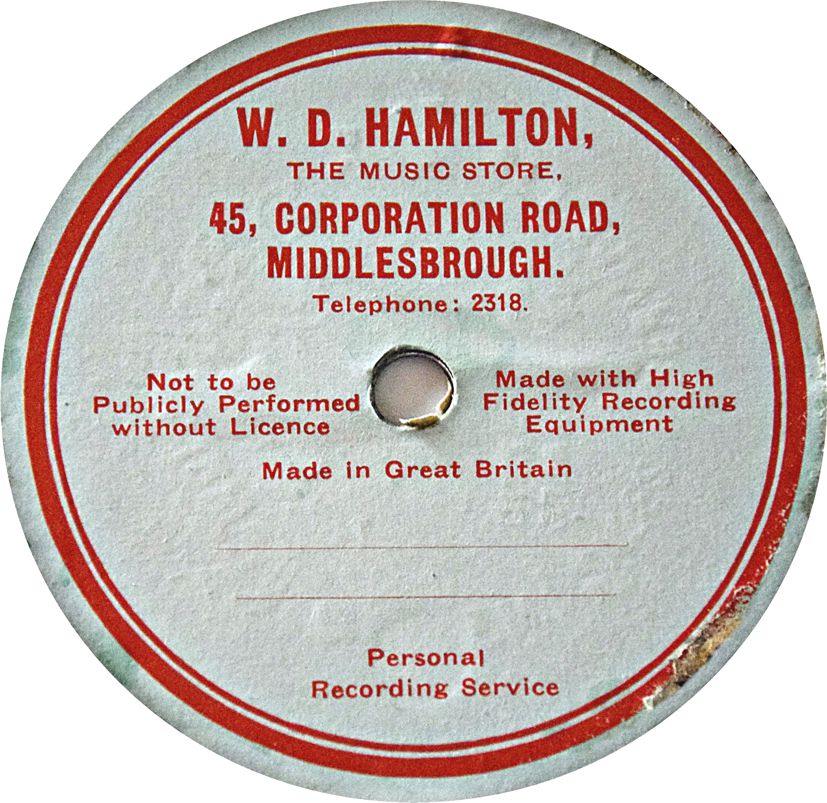 W. D. HAMILTON,
THE MUSIC STORE,
45, CORPORATION ROAD,
MIDDLESBROUGH.
Telephone: 2318.
Not to be
Publicly Performed
without Licence
Made with High
Fidelity Recording
Equipment
Made in Great Britain
Personal
Recording Service